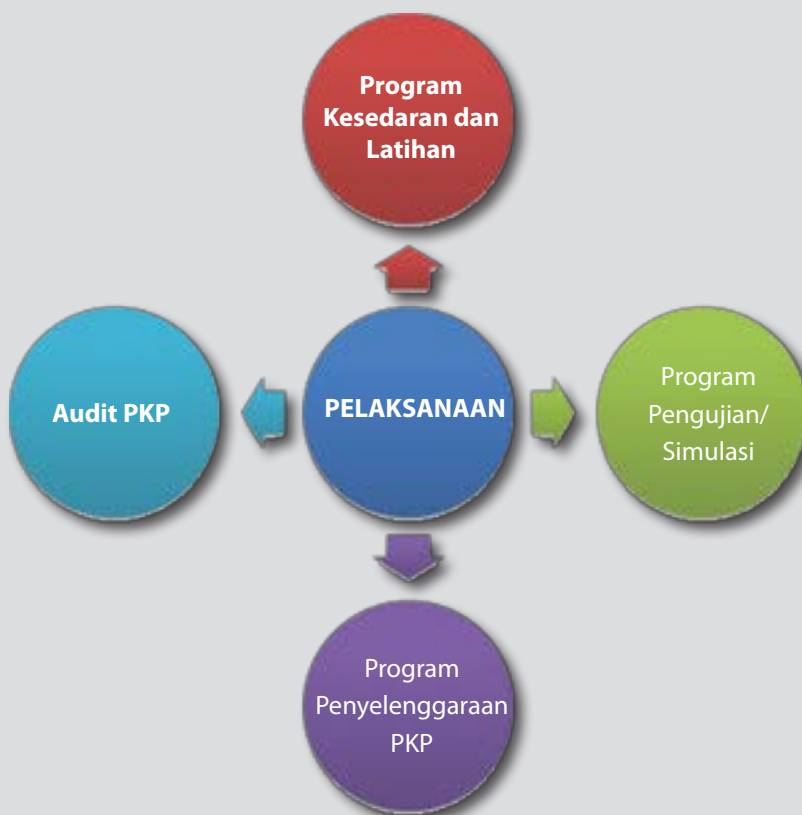 Program
Kesedaran dan
Latihan
Audit PKP
PELAKSANAAN
Program
Pengujian/
Simulasi
Program
Penyelenggaraan
PKP